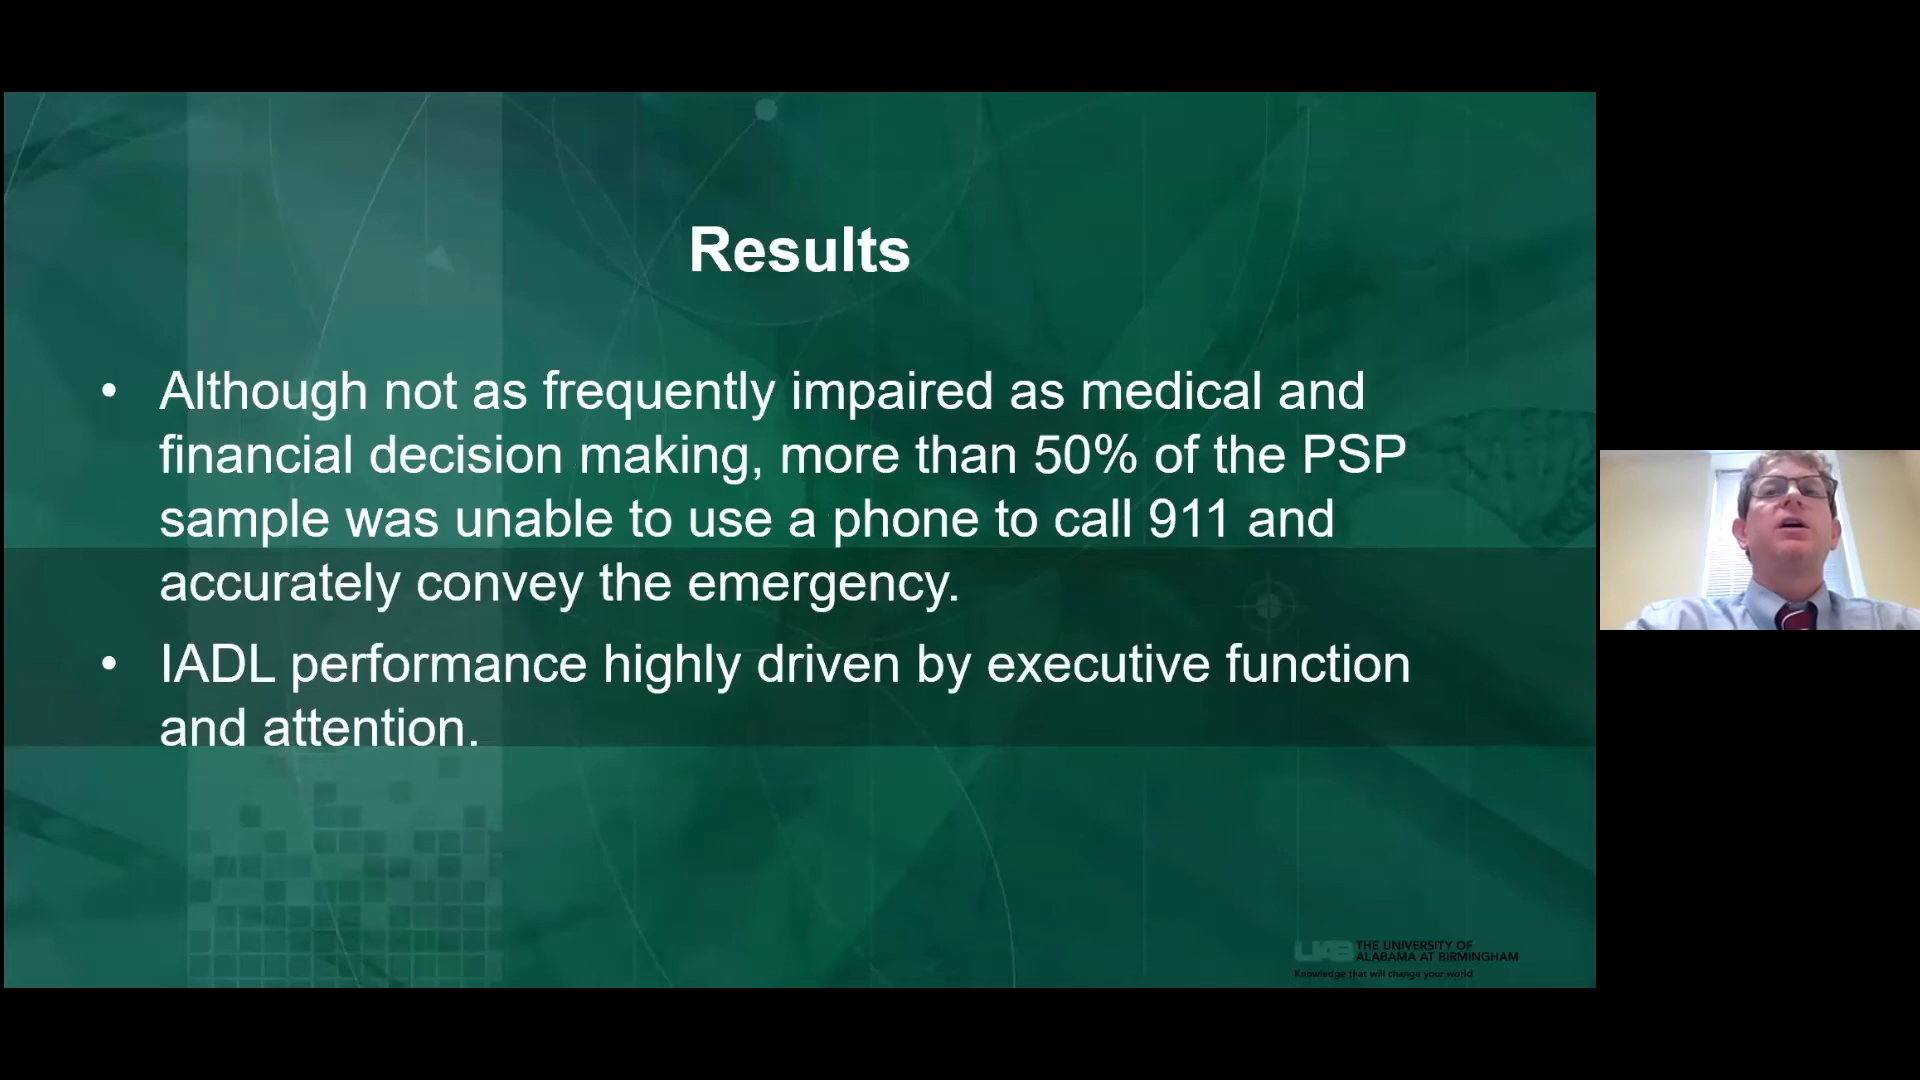 Results
• Although not as frequently impaired as medical and
financial decision making, more than 50% of the PSP
sample was unable to use a phone to call 911 and
accurately convey the emergency.
• IADL performance highly driven by executive function
and attention.
UAB THE UNIVERSITY OF
ALABAMA AT BIRMINGHAM
Knowledge that will change your world